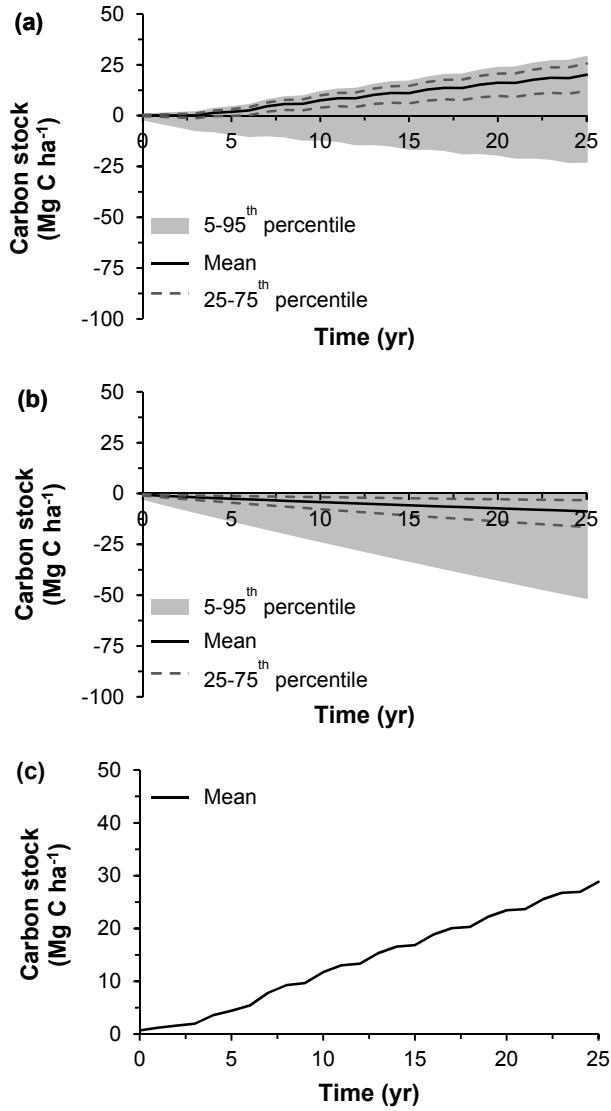 (a)
50
25
0
-25
-50
-75
-100
0 5 10 15 20 25
Carbon stock
(Mg C ha-1)
5-95th percentile
Mean
25-75th percentile
Time (yr)
(b)
50
25
0
-25
-50
-75
-100
0 5 10 15 20 25
Carbon stock
(Mg C ha-1)
5-95th percentile
Mean
25-75th percentile
Time (yr)
(c)
50
40
30
20
10
0
Carbon stock
(Mg C ha-1)
Mean
0 5 10 15 20 25
Time (yr)